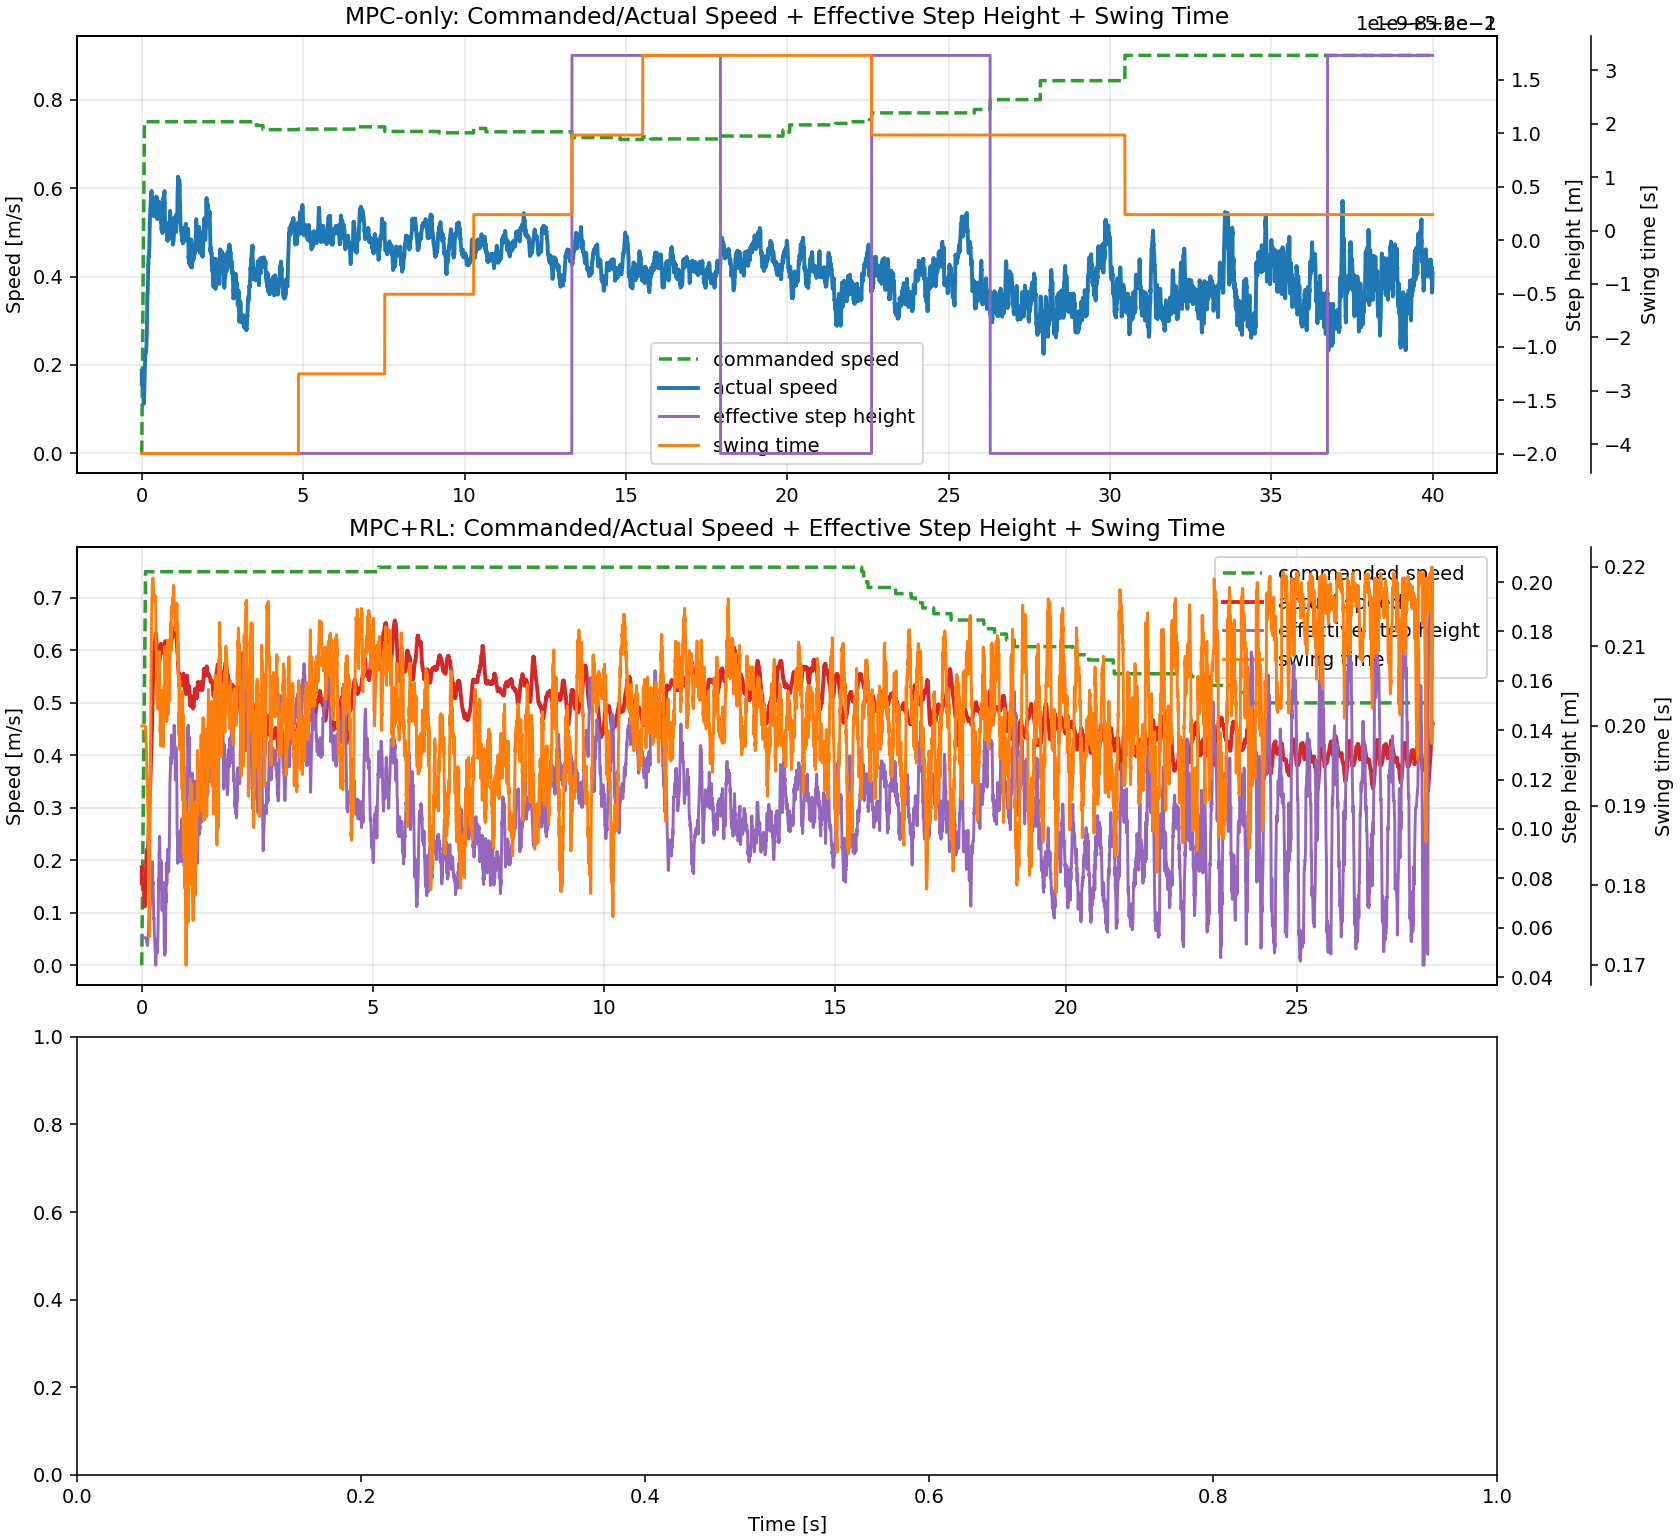 MPC-only: Commanded/Actual Speed + Effective Step Height + Swing Time
Speed [m/s]
0.8
0.6
0.4
0.2
0.0
0 5 10 15 20 25 30 35 40
1.5
1.0
0.5
0.0
−0.5
−1.0
−1.5
−2.0
Step height [m]
3
2
1
0
−1
−2
−3
−4
Swing time [s]
commanded speed
actual speed
effective step height
swing time
MPC+RL: Commanded/Actual Speed + Effective Step Height + Swing Time
Speed [m/s]
0.7
0.6
0.5
0.4
0.3
0.2
0.1
0.0
0 5 10 15 20 25
0.20
0.18
0.16
0.14
0.12
0.10
0.08
0.06
0.04
Step height [m]
0.22
0.21
0.20
0.19
0.18
0.17
Swing time [s]
commanded speed
actual speed
effective step height
swing time
1.0
0.8
0.6
0.4
0.2
0.0
0.0 0.2 0.4 0.6 0.8 1.0
Time [s]